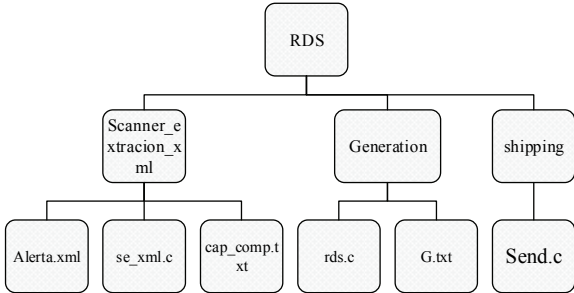 RDS
Scanner_e
xtracion_x
ml
Generation
shipping
Alerta.xml
se_xml.c
cap_comp.t
xt
rds.c
G.txt
Send.c